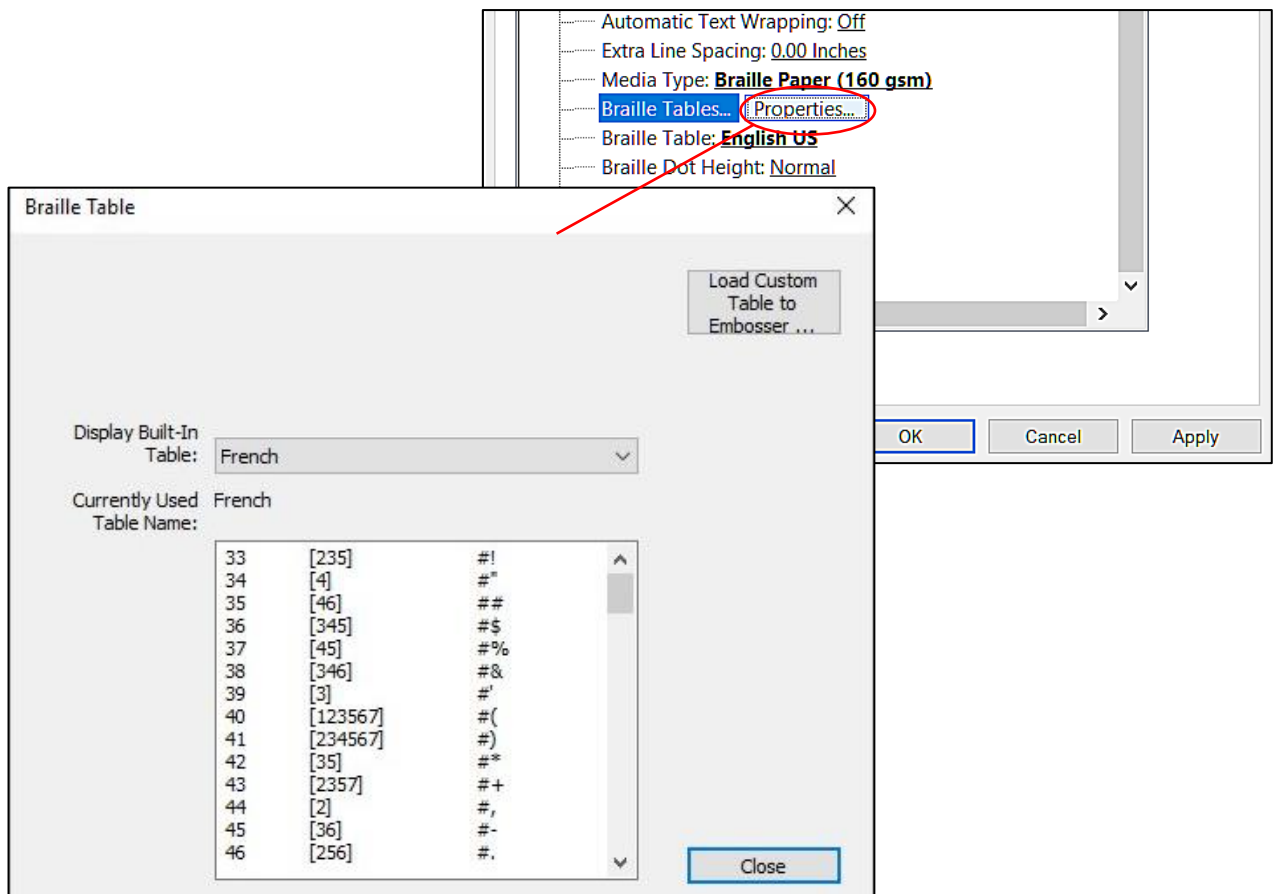 Automatic Text Wrapping: Off
Extra Line Spacing: 0.00 Inches
Media Type: Braille Paper (160 gsm)
Braille Tables... Properties...
Braille Table: English US
Braille Dot Height: Normal
OK Cancel Apply
Braille Table
Load Custom
Table to
Embosser ...
Display Built-In
Table: French
Currently Used French
Table Name:
33 [235] #!
34 [4] #"
35 [46] ##
36 [345] #$
37 [45] #%
38 [346] #&
39 [3] #'
40 [123567] #(
41 [234567] #)
42 [35] #*
43 [2357] #+
44 [2] #,
45 [36] #-
46 [256] #.
Close